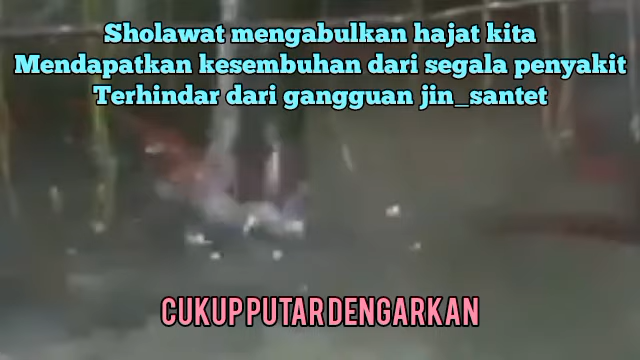 Sholawat mengabulkan hajat kita
Mendapatkan kesembuhan dari segala penyakit
Terhindar dari gangguan jin_santet
CUKUP PUTAR DENGARKAN